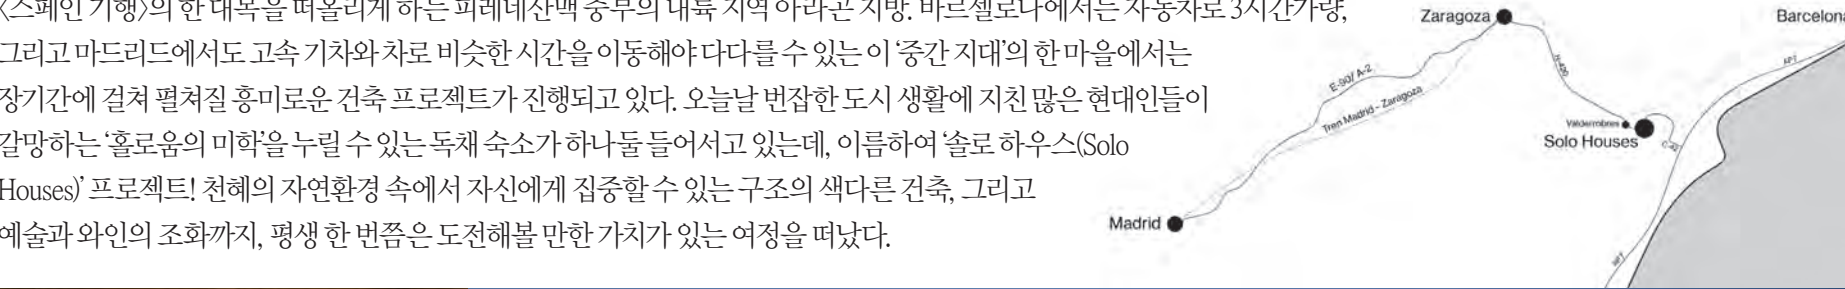 〈스페인 기행〉의 한 대목을 떠올리게 하는 피레네산맥 중부의 내륙 지역 아라곤 지방. 바르셀로나에서는 자동차로 3시간가량,
그리고 마드리드에서도 고속 기차와 차로 비슷한 시간을 이동해야 다다를 수 있는 이 ‘중간 지대’의 한 마을에서는
장기간에 걸쳐 펼쳐질 흥미로운 건축 프로젝트가 진행되고 있다. 오늘날 번잡한 도시 생활에 지친 많은 현대인들이
갈망하는 ‘홀로움의 미학’을 누릴 수 있는 독채 숙소가 하나둘 들어서고 있는데, 이름하여 ‘솔로 하우스(Solo
Houses)’ 프로젝트! 천혜의 자연환경 속에서 자신에게 집중할 수 있는 구조의 색다른 건축, 그리고
예술과 와인의 조화까지, 평생 한 번쯤은 도전해볼 만한 가치가 있는 여정을 떠났다.
Zaragoza
Barcelona
E-90/ A-2
N-420
AP7
Tren Madrid - Zaragoza
Valderrobres
Solo Houses
C-42
Madrid
AP7